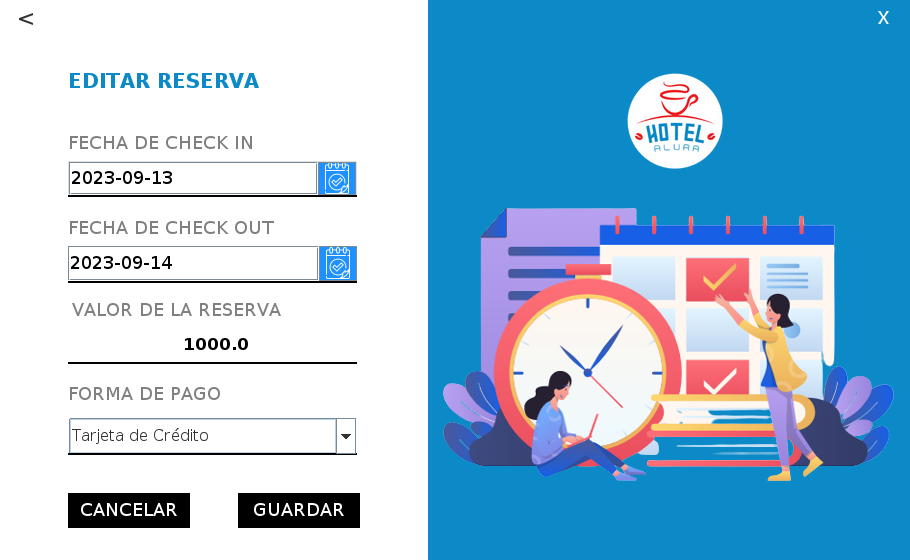 <
X
EDITAR RESERVA
FECHA DE CHECK IN
2023-09-13
FECHA DE CHECK OUT
2023-09-14
VALOR DE LA RESERVA
1000.0
FORMA DE PAGO
Tarjeta de Crédito
CANCELAR
GUARDAR
HOTEL
ALURA